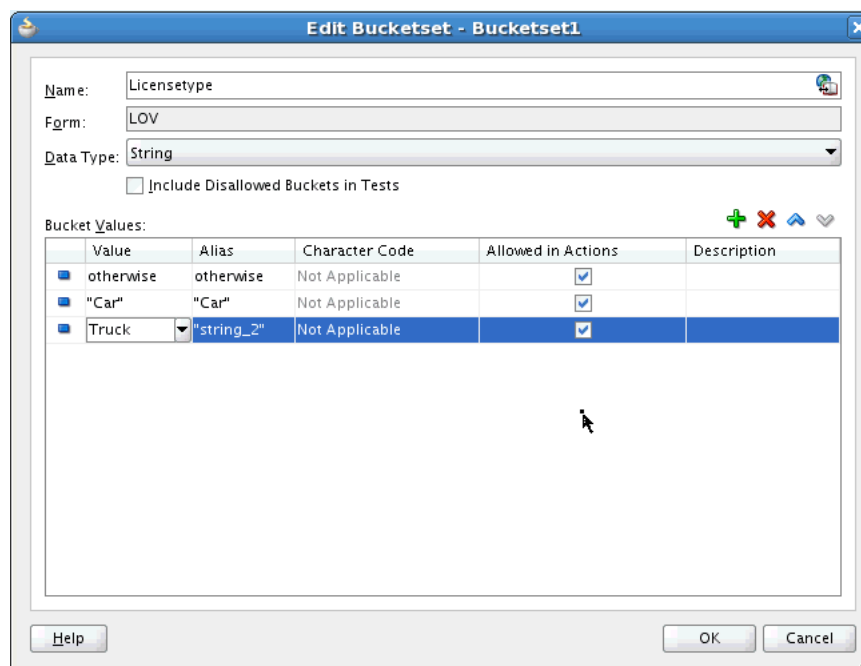 Edit Bucketset - Bucketset1
Name: Licensetype
Form: LOV
Data Type: String
Include Disallowed Buckets in Tests
Bucket Values:
Value Alias Character Code Allowed in Actions Description
otherwise otherwise Not Applicable
"Car" "Car" Not Applicable
Truck "string_2" Not Applicable
Help OK Cancel